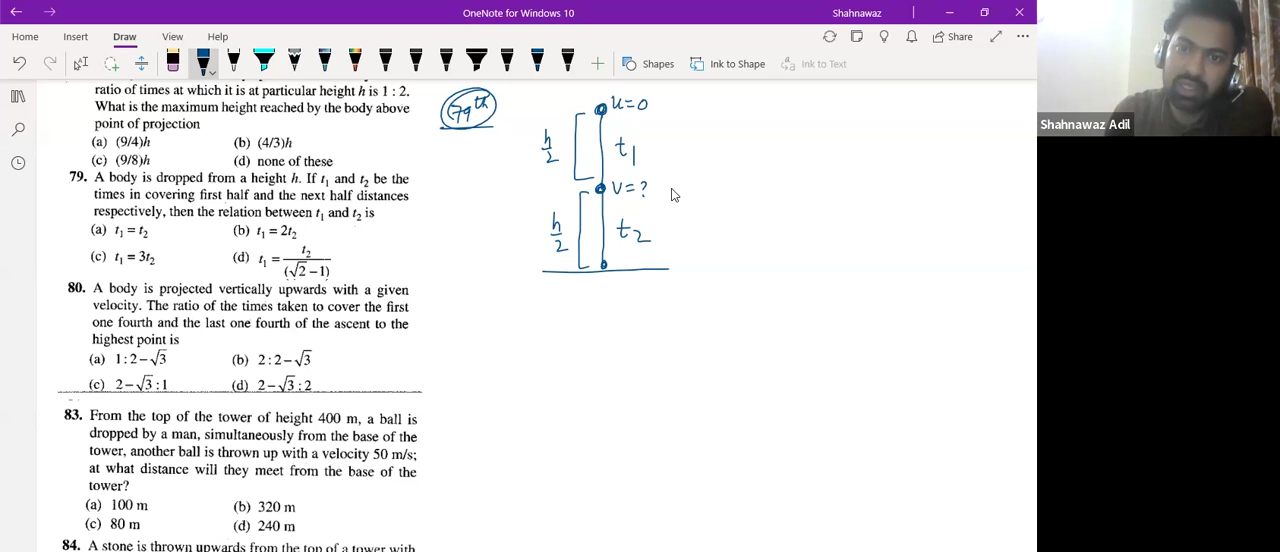 OneNote for Windows 10
Shahnawaz
Home Insert Draw View Help
Share
Shapes
Ink to Shape
Ink to Text
ratio of times at which it is at particular height h is 1 : 2.
What is the maximum height reached by the body above
point of projection
(a) (9/4)h (b) (4/3)h
(c) (9/8)h (d) none of these
79. A body is dropped from a height h. If t₁ and t₂ be the
times in covering first half and the next half distances
respectively, then the relation between t₁ and t₂ is
(a) t₁ = t₂ (b) t₁ = 2t₂
(c) t₁ = 3t₂ (d) t₁ = t₂/(√2 −1)
80. A body is projected vertically upwards with a given
velocity. The ratio of the times taken to cover the first
one fourth and the last one fourth of the ascent to the
highest point is
(a) 1 : 2 − √3 (b) 2 : 2 − √3
(c) 2 − √3 : 1 (d) 2 − √3 : 2
83. From the top of the tower of height 400 m, a ball is
dropped by a man, simultaneously from the base of the
tower, another ball is thrown up with a velocity 50 m/s;
at what distance will they meet from the base of the
tower?
(a) 100 m (b) 320 m
(c) 80 m (d) 240 m
84. A stone is thrown upwards from the top of a tower with
79th
u=0
h/2 t₁
v=?
h/2 t₂
Shahnawaz Adil